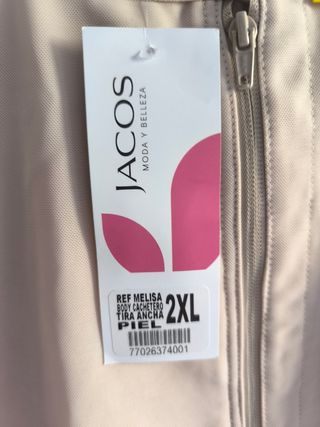 JACOS
MODA Y BELLEZA
REF MELISA
BODY CACHETERO
TIRA ANCHA
PIEL
2XL
77026374001